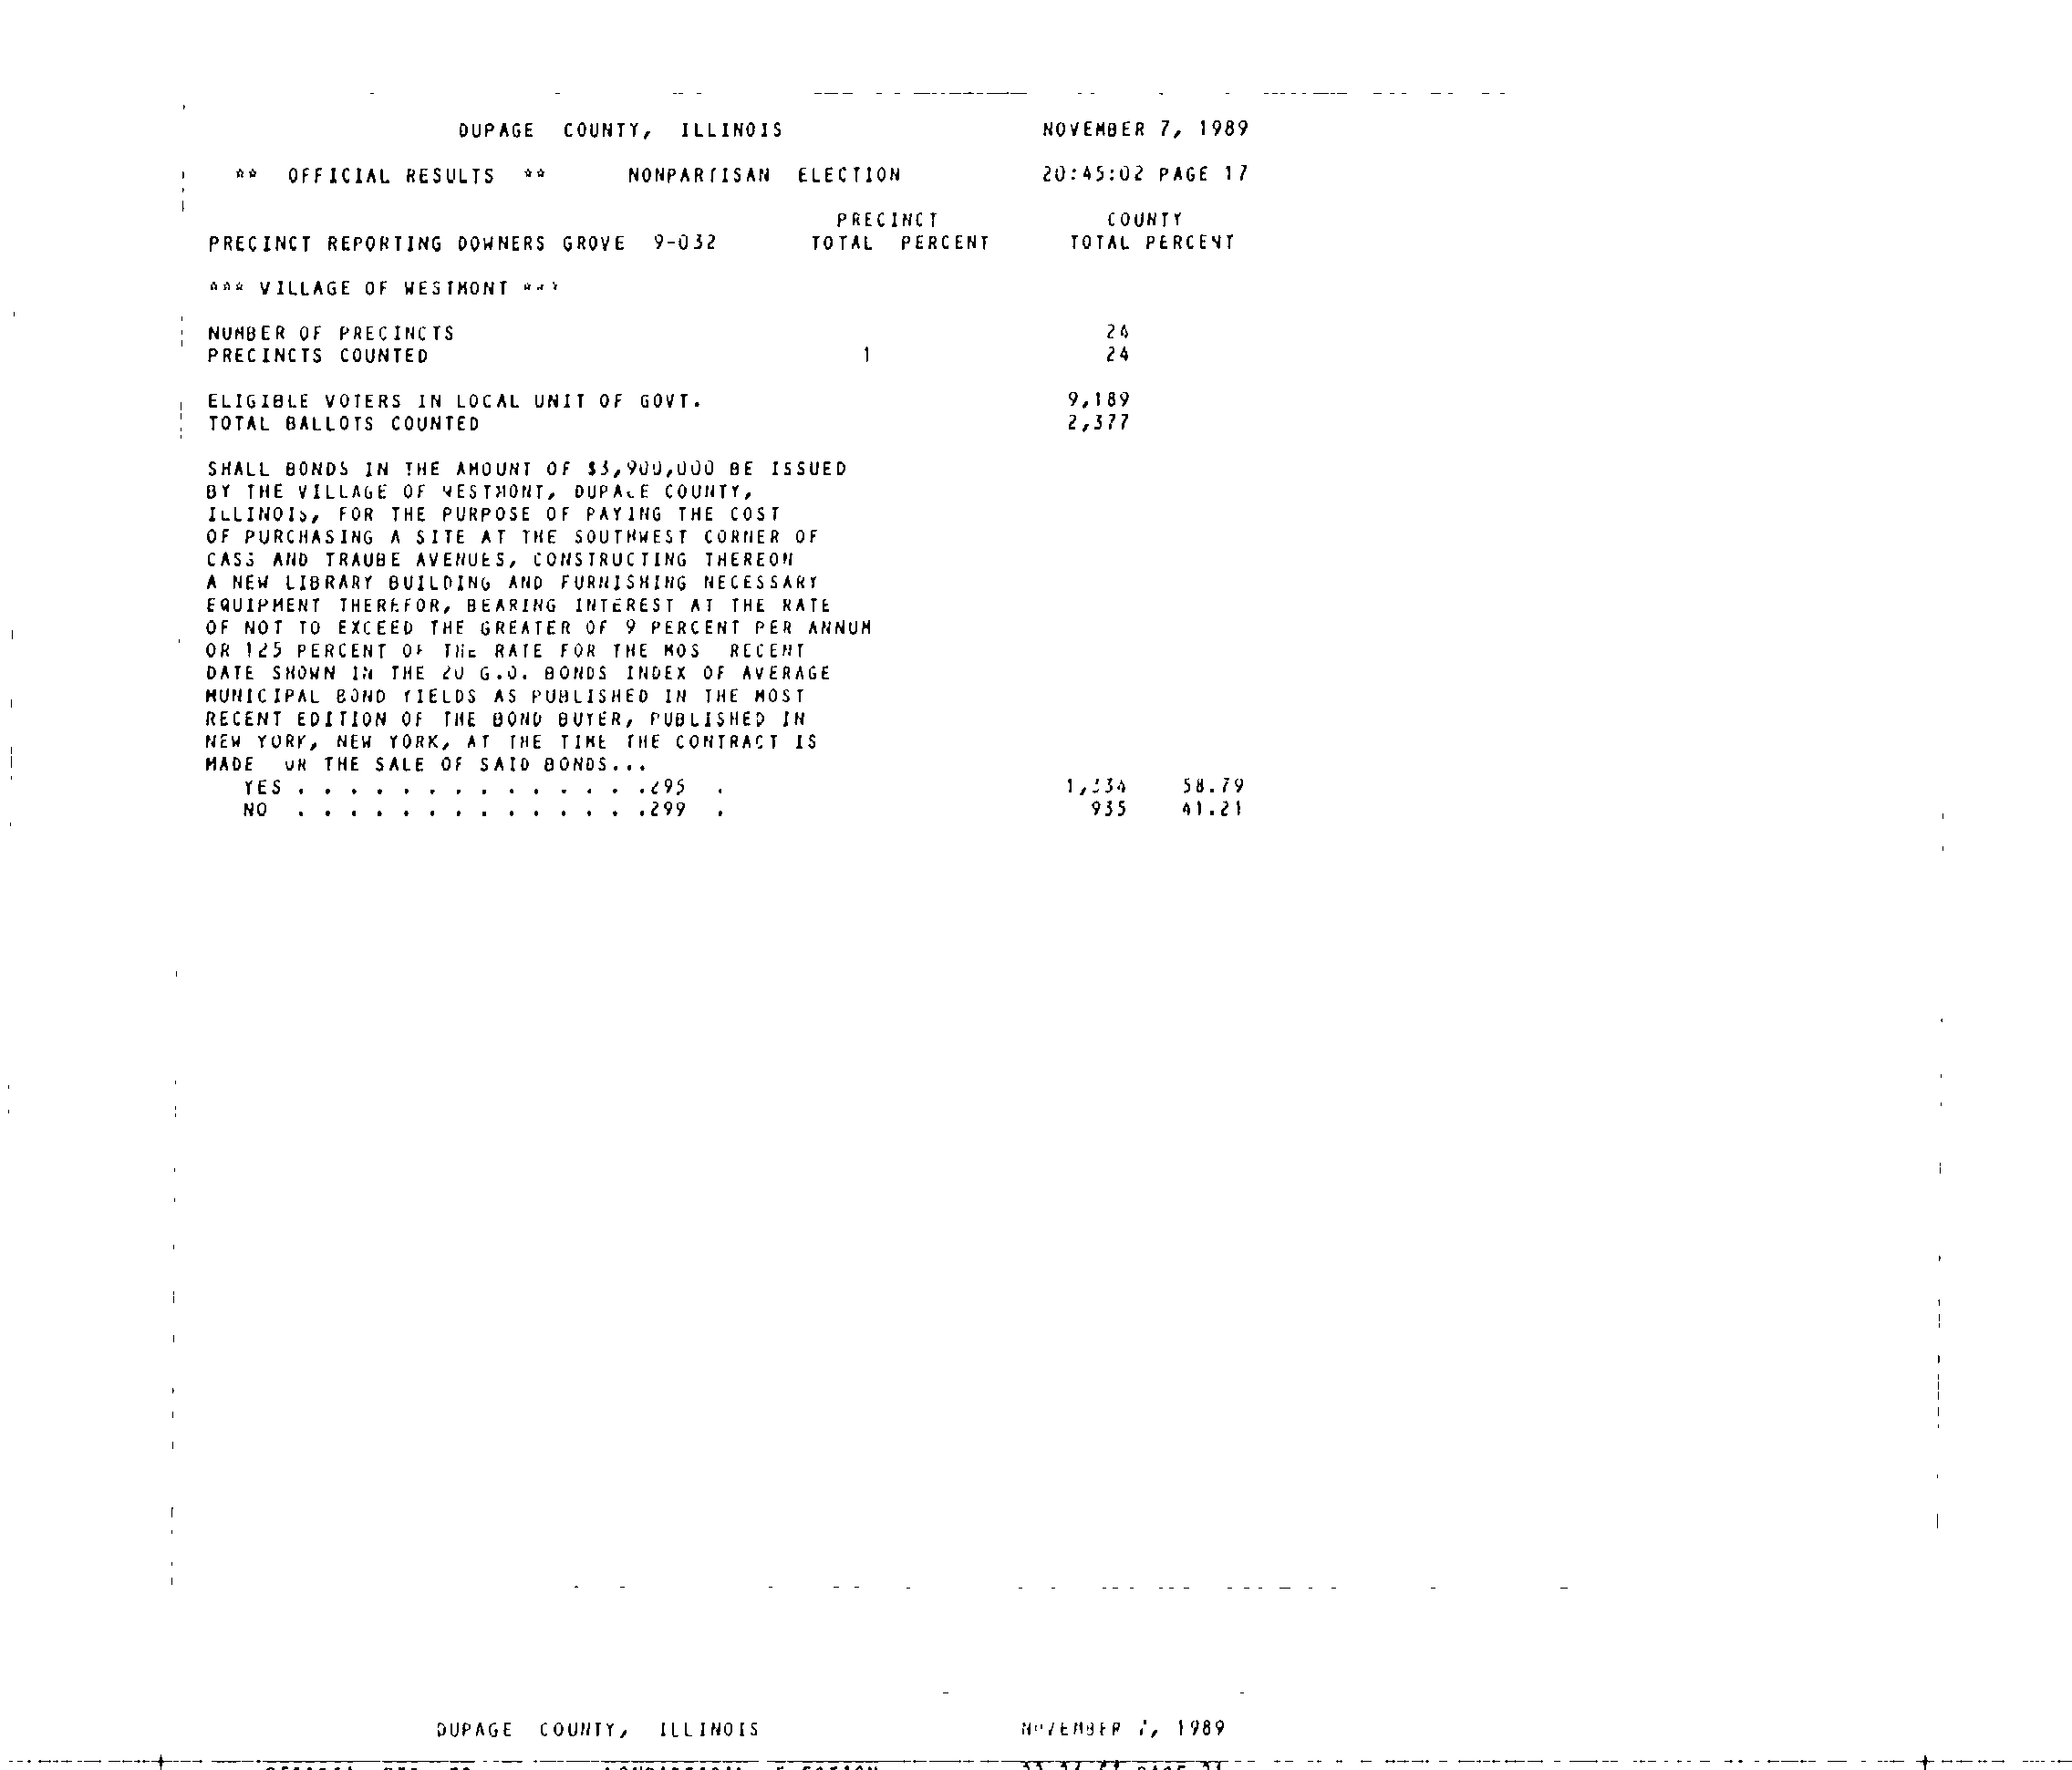 DUPAGE COUNTY, ILLINOIS NOVEMBER 7, 1989
** OFFICIAL RESULTS ** NONPARTISAN ELECTION 20:45:02 PAGE 17
PRECINCT COUNTY
PRECINCT REPORTING DOWNERS GROVE 9-032 TOTAL PERCENT TOTAL PERCENT
*** VILLAGE OF WESTMONT ***
NUMBER OF PRECINCTS 24
PRECINCTS COUNTED 1 24
ELIGIBLE VOTERS IN LOCAL UNIT OF GOVT. 9,189
TOTAL BALLOTS COUNTED 2,377
SHALL BONDS IN THE AMOUNT OF $3,900,000 BE ISSUED
BY THE VILLAGE OF WESTMONT, DUPAGE COUNTY,
ILLINOIS, FOR THE PURPOSE OF PAYING THE COST
OF PURCHASING A SITE AT THE SOUTHWEST CORNER OF
CASS AND TRAUBE AVENUES, CONSTRUCTING THEREON
A NEW LIBRARY BUILDING AND FURNISHING NECESSARY
EQUIPMENT THEREFOR, BEARING INTEREST AT THE RATE
OF NOT TO EXCEED THE GREATER OF 9 PERCENT PER ANNUM
OR 125 PERCENT OF THE RATE FOR THE MOS RECENT
DATE SHOWN IN THE 20 G.O. BONDS INDEX OF AVERAGE
MUNICIPAL BOND YIELDS AS PUBLISHED IN THE MOST
RECENT EDITION OF THE BOND BUYER, PUBLISHED IN
NEW YORK, NEW YORK, AT THE TIME THE CONTRACT IS
MADE OR THE SALE OF SAID BONDS...
YES . . . . . . . . . . . . . .295 . 1,334 58.79
NO . . . . . . . . . . . . . .299 . 935 41.21
DUPAGE COUNTY, ILLINOIS NOVEMBER 7, 1989